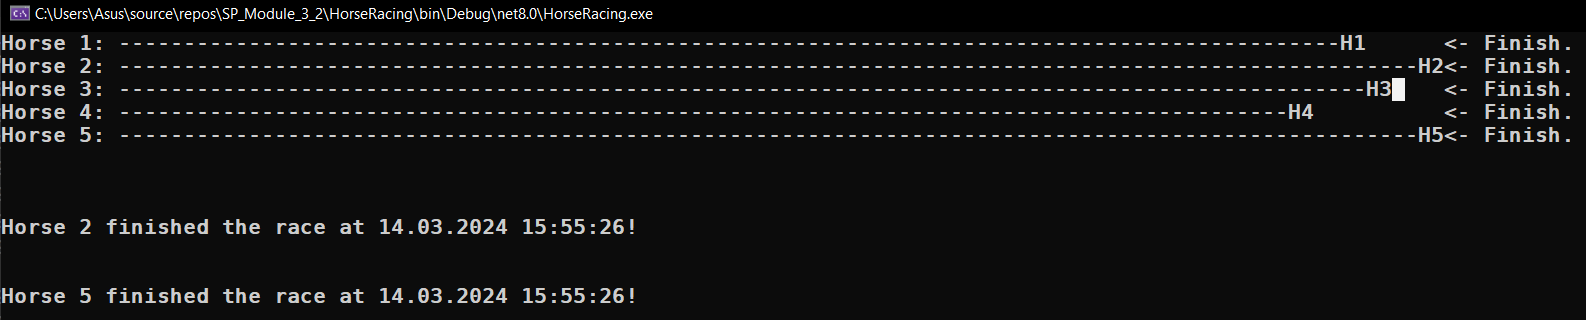 C:\Users\Asus\source\repos\SP_Module_3_2\HorseRacing\bin\Debug\net8.0\HorseRacing.exe
Horse 1: ----------------------------------------------------------------------------------------------H1      <- Finish.
Horse 2: ----------------------------------------------------------------------------------------------------H2<- Finish.
Horse 3: ------------------------------------------------------------------------------------------------H3    <- Finish.
Horse 4: ------------------------------------------------------------------------------------------H4          <- Finish.
Horse 5: ----------------------------------------------------------------------------------------------------H5<- Finish.
Horse 2 finished the race at 14.03.2024 15:55:26!
Horse 5 finished the race at 14.03.2024 15:55:26!